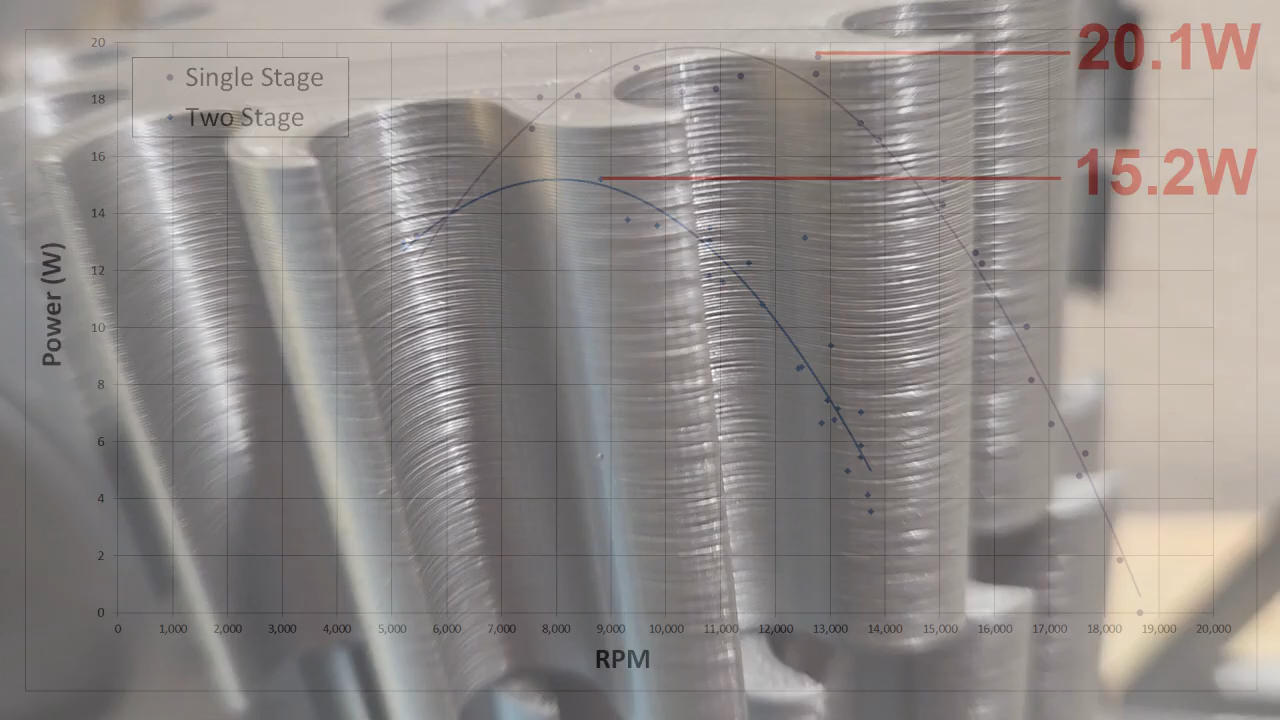 20.1W
15.2W
Single Stage
Two Stage
Power (W)
20
18
16
14
12
10
8
6
4
2
0
0 1,000 2,000 3,000 4,000 5,000 6,000 7,000 8,000 9,000 10,000 11,000 12,000 13,000 14,000 15,000 16,000 17,000 18,000 19,000 20,000
RPM